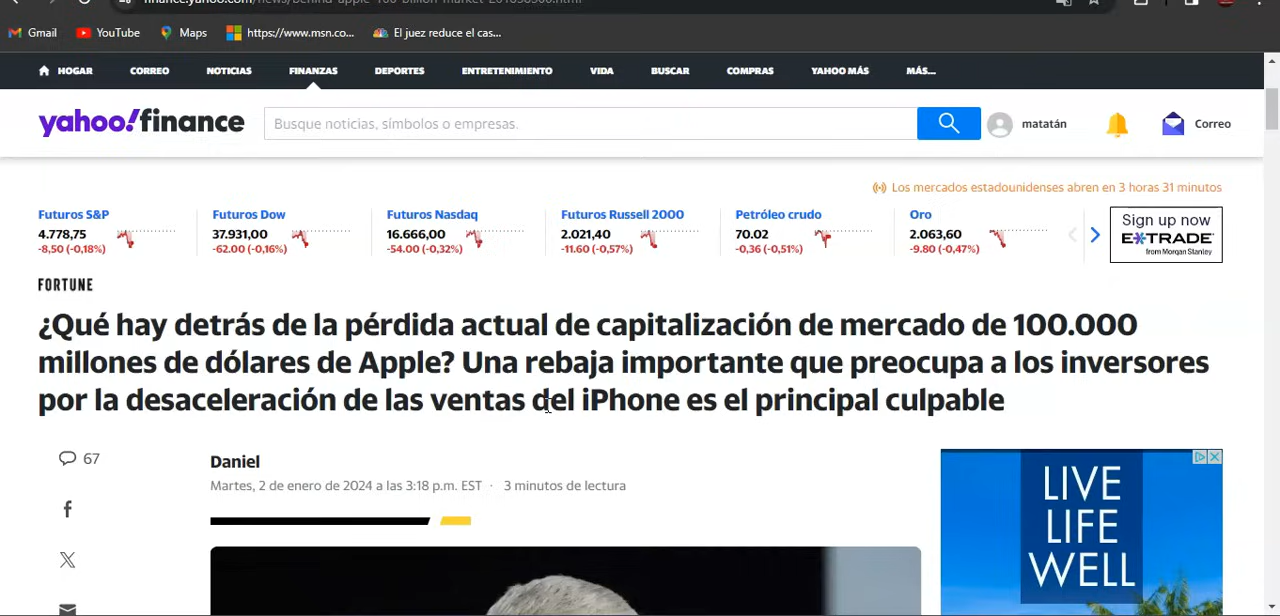 Gmail YouTube Maps https://www.msn.co... El juez reduce el cas...
HOGAR CORREO NOTICIAS FINANZAS DEPORTES ENTRETENIMIENTO VIDA BUSCAR COMPRAS YAHOO MÁS MÁS...
yahoo!finance Busque noticias, símbolos o empresas. matatán Correo
Los mercados estadounidenses abren en 3 horas 31 minutos
Futuros S&P Futuros Dow Futuros Nasdaq Futuros Russell 2000 Petróleo crudo Oro
4.778,75 37.931,00 16.666,00 2.021,40 70.02 2.063,60
-8,50 (-0,18%) -62.00 (-0,16%) -54.00 (-0,32%) -11.60 (-0,57%) -0,36 (-0,51%) -9.80 (-0,47%)
Sign up now
E*TRADE
from Morgan Stanley
FORTUNE
¿Qué hay detrás de la pérdida actual de capitalización de mercado de 100.000
millones de dólares de Apple? Una rebaja importante que preocupa a los inversores
por la desaceleración de las ventas del iPhone es el principal culpable
67
Daniel
Martes, 2 de enero de 2024 a las 3:18 p.m. EST · 3 minutos de lectura
LIVE
LIFE
WELL